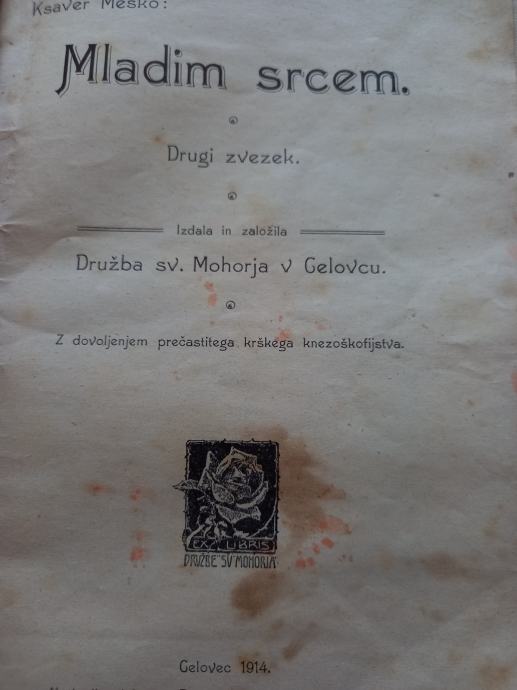 Ksaver Meško:
Mladim srcem.
Drugi zvezek.
Izdala in založila
Družba sv. Mohorja v Celovcu.
Z dovoljenjem prečastitega krškega knezoškofijstva.
EX LIBRIS
DRUŽBE SV MOHORJA
Celovec 1914.